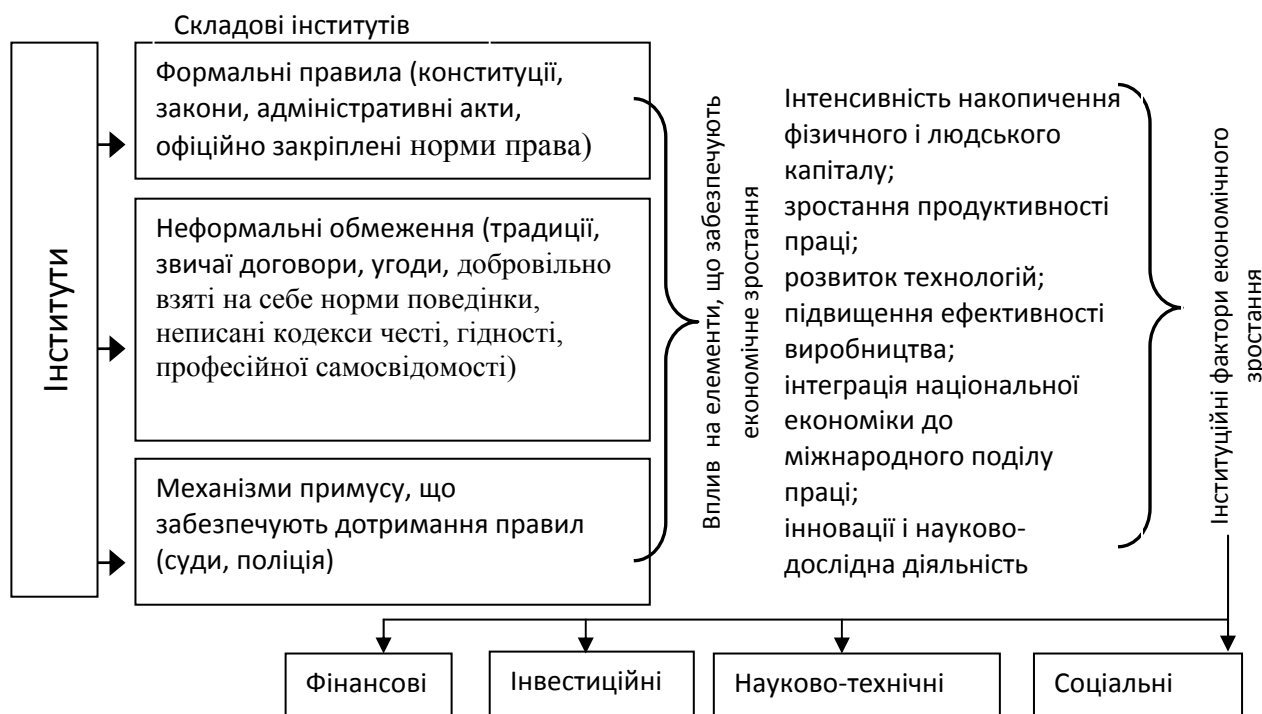 Складові інститутів
Інститути
Формальні правила (конституції,
закони, адміністративні акти,
офіційно закріплені норми права)
Неформальні обмеження (традиції,
звичаї договори, угоди, добровільно
взяті на себе норми поведінки,
неписані кодекси честі, гідності,
професійної самосвідомості)
Механізми примусу, що
забезпечують дотримання правил
(суди, поліція)
Вплив на елементи, що забезпечують
економічне зростання
Інтенсивність накопичення
фізичного і людського
капіталу;
зростання продуктивності
праці;
розвиток технологій;
підвищення ефективності
виробництва;
інтеграція національної
економіки до
міжнародного поділу
праці;
інновації і науково-
дослідна діяльність
Інституційні фактори економічного
зростання
Фінансові
Інвестиційні
Науково-технічні
Соціальні